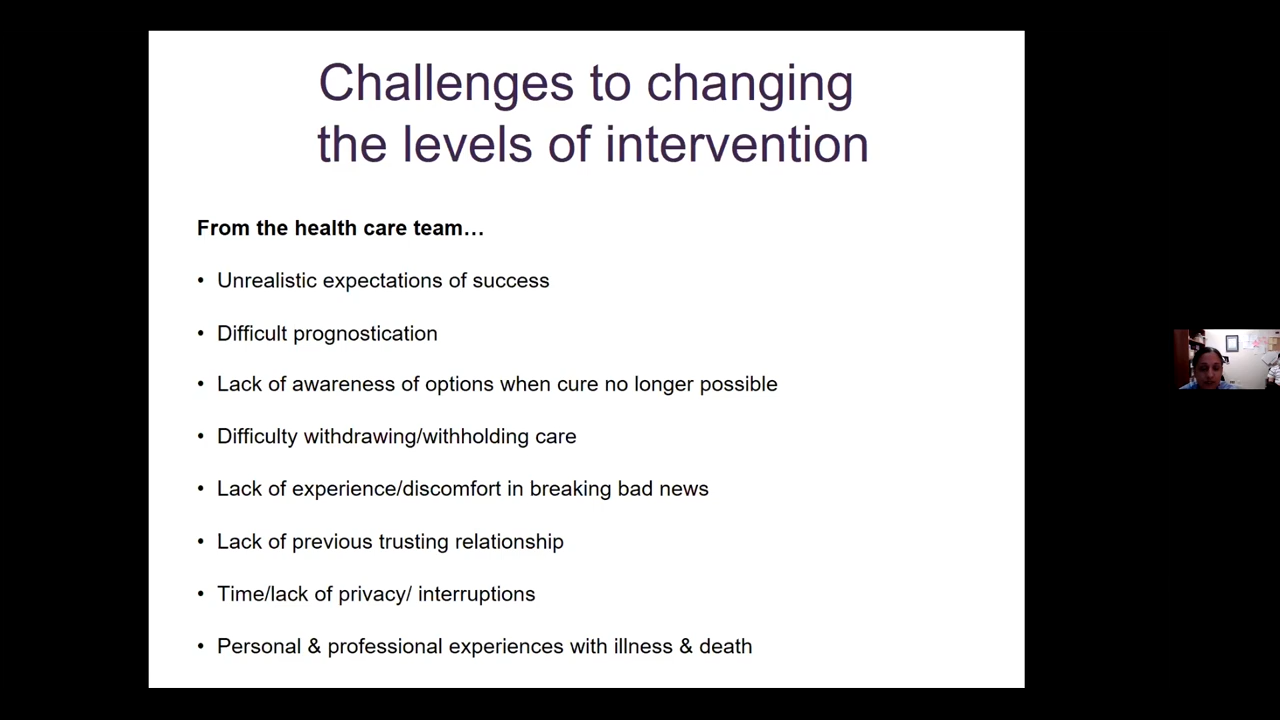 Challenges to changing
the levels of intervention
From the health care team…
• Unrealistic expectations of success
• Difficult prognostication
• Lack of awareness of options when cure no longer possible
• Difficulty withdrawing/withholding care
• Lack of experience/discomfort in breaking bad news
• Lack of previous trusting relationship
• Time/lack of privacy/ interruptions
• Personal & professional experiences with illness & death